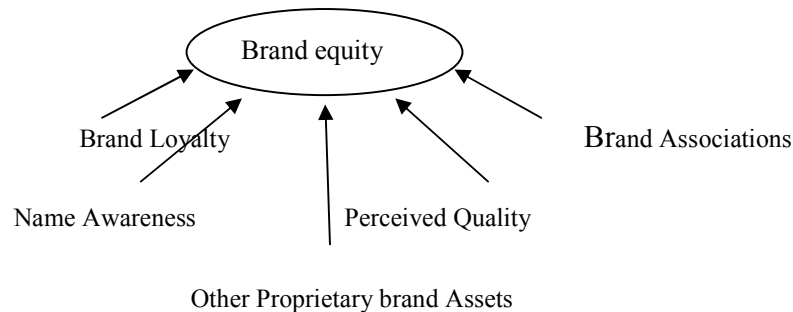 Brand equity
Brand Loyalty
Brand Associations
Name Awareness
Perceived Quality
Other Proprietary brand Assets